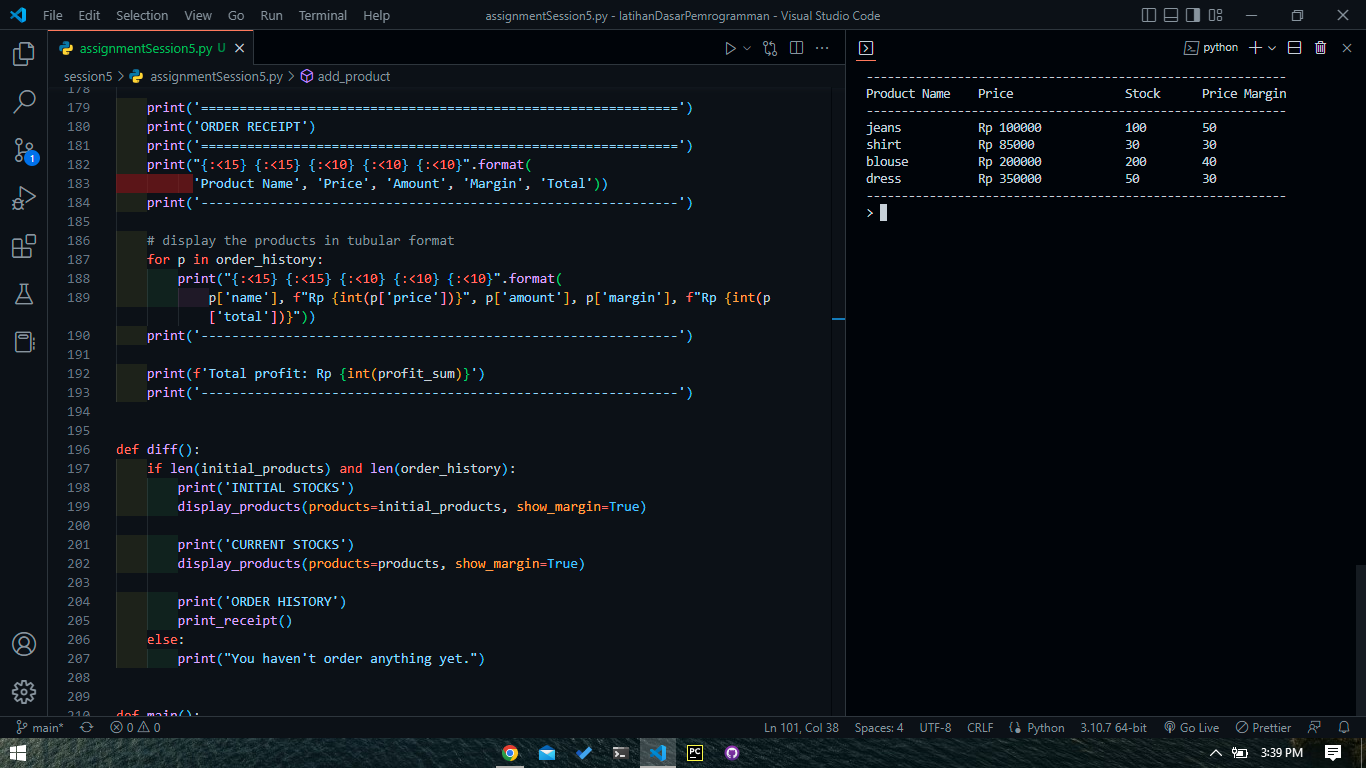 File Edit Selection View Go Run Terminal Help assignmentSession5.py - latihanDasarPemrogramman - Visual Studio Code
assignmentSession5.py U
session5 > assignmentSession5.py > add_product
178
179 print('==============================================================')
180 print('ORDER RECEIPT')
181 print('==============================================================')
182 print("{:<15} {:<15} {:<10} {:<10} {:<10}".format(
183 'Product Name', 'Price', 'Amount', 'Margin', 'Total'))
184 print('--------------------------------------------------------------')
185
186 # display the products in tubular format
187 for p in order_history:
188 print("{:<15} {:<15} {:<10} {:<10} {:<10}".format(
189 p['name'], f"Rp {int(p['price'])}", p['amount'], p['margin'], f"Rp {int(p
['total'])}"))
190 print('--------------------------------------------------------------')
191
192 print(f'Total profit: Rp {int(profit_sum)}')
193 print('--------------------------------------------------------------')
194
195
196 def diff():
197 if len(initial_products) and len(order_history):
198 print('INITIAL STOCKS')
199 display_products(products=initial_products, show_margin=True)
200
201 print('CURRENT STOCKS')
202 display_products(products=products, show_margin=True)
203
204 print('ORDER HISTORY')
205 print_receipt()
206 else:
207 print("You haven't order anything yet.")
208
209
210 def main():
python
------------------------------------------------------------
Product Name Price Stock Price Margin
------------------------------------------------------------
jeans Rp 100000 100 50
shirt Rp 85000 30 30
blouse Rp 200000 200 40
dress Rp 350000 50 30
------------------------------------------------------------
>
1
main* 0 0 Ln 101, Col 38 Spaces: 4 UTF-8 CRLF Python 3.10.7 64-bit Go Live Prettier
PC 3:39 PM